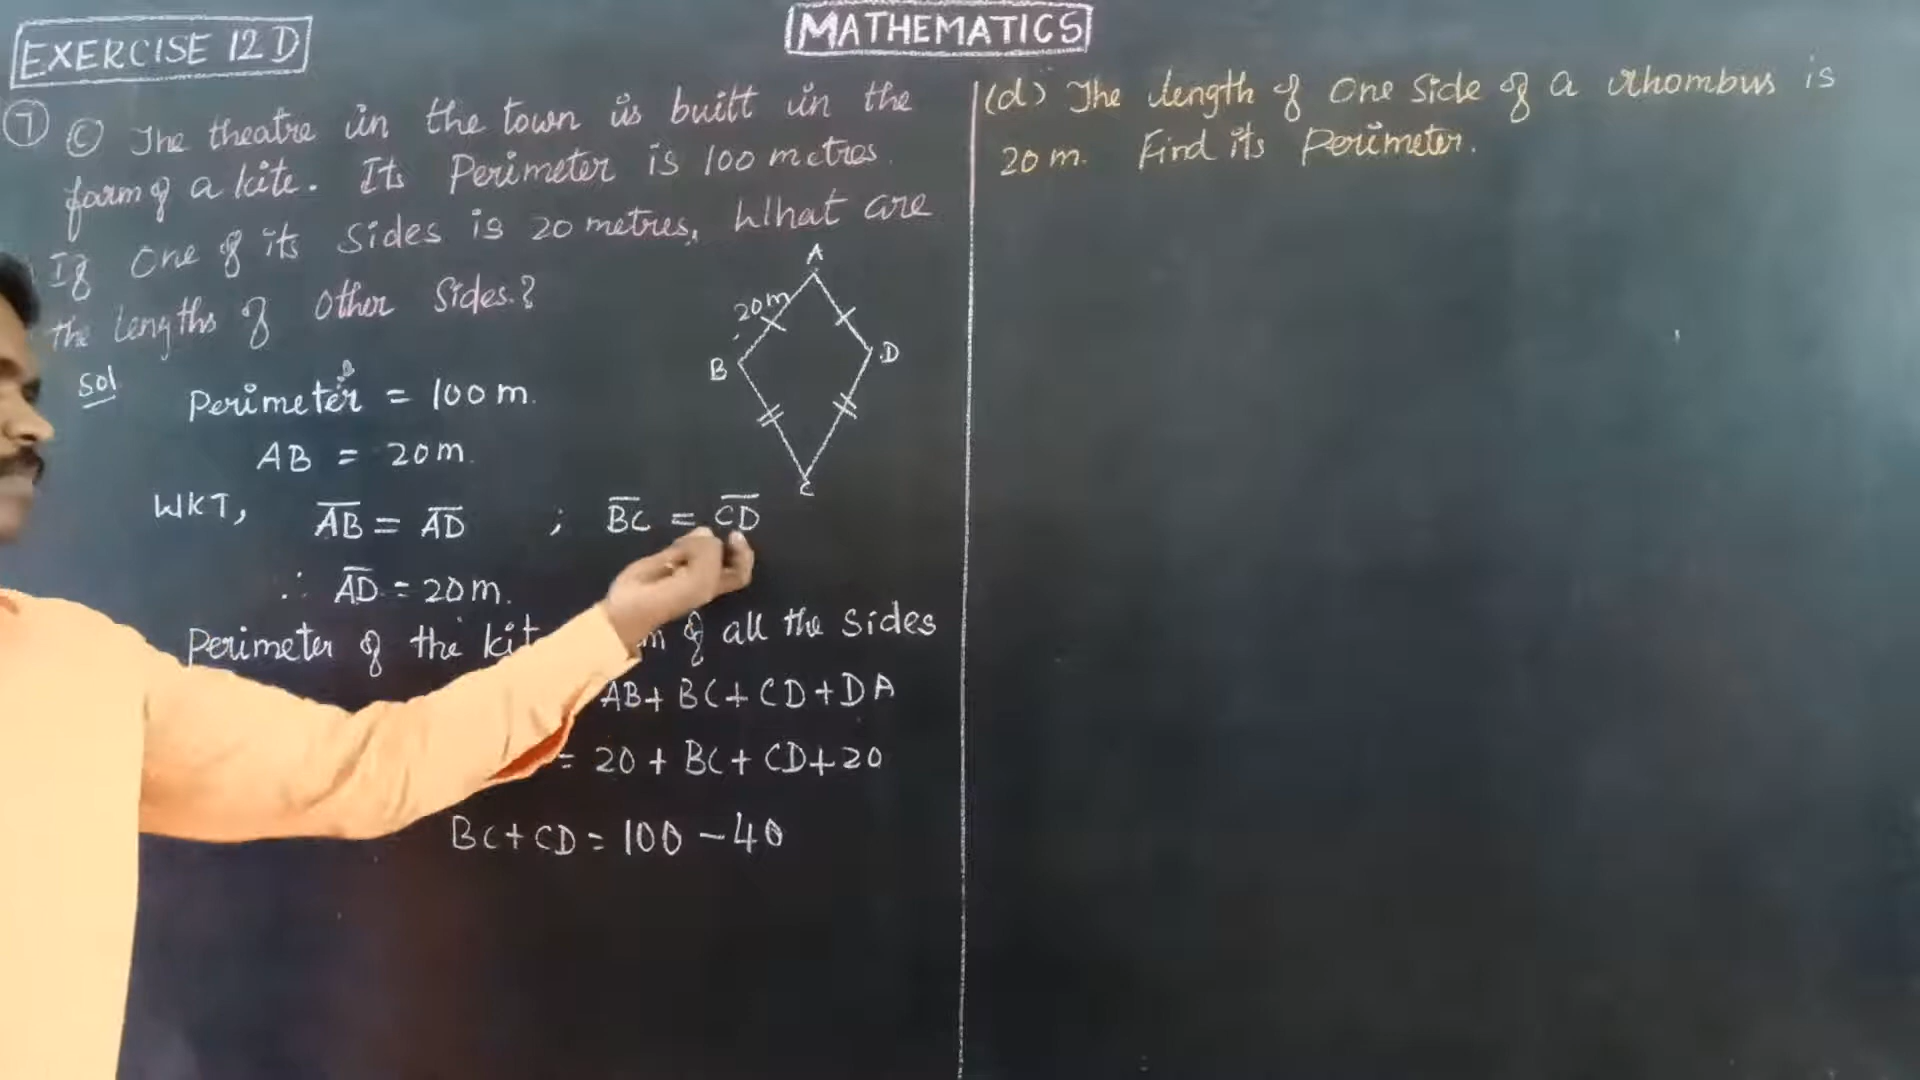 EXERCISE 12 D
MATHEMATICS
7 (c) The theatre in the town is built in the
form of a kite. Its Perimeter is 100 metres.
If One of its Sides is 20 metres, What are
the lengths of Other Sides.?
A
20m
B
D
C
Sol
Perimeter = 100 m.
AB = 20m.
WKT, AB = AD ; BC = CD
∴ AD = 20m.
Perimeter of the of all the Sides
AB + BC + CD + DA
= 20 + BC + CD + 20
BC + CD = 100 - 40
(d) The length of One Side of a rhombus is
20 m. Find its Perimeter.